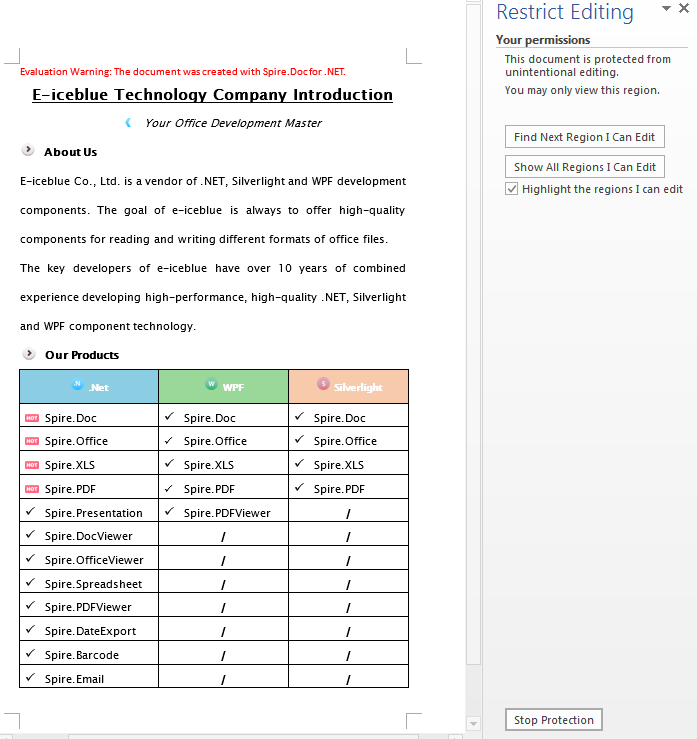 Restrict Editing
Your permissions
This document is protected from
unintentional editing.
You may only view this region.
Find Next Region I Can Edit
Show All Regions I Can Edit
Highlight the regions I can edit
Stop Protection
Evaluation Warning: The document was created with Spire.Doc for .NET.
E-iceblue Technology Company Introduction
Your Office Development Master
About Us
E-iceblue Co., Ltd. is a vendor of .NET, Silverlight and WPF development
components. The goal of e-iceblue is always to offer high-quality
components for reading and writing different formats of office files.
The key developers of e-iceblue have over 10 years of combined
experience developing high-performance, high-quality .NET, Silverlight
and WPF component technology.
Our Products
N .Net W WPF S Silverlight
HOT Spire.Doc ✓ Spire.Doc ✓ Spire.Doc
HOT Spire.Office ✓ Spire.Office ✓ Spire.Office
HOT Spire.XLS ✓ Spire.XLS ✓ Spire.XLS
HOT Spire.PDF ✓ Spire.PDF ✓ Spire.PDF
✓ Spire.Presentation ✓ Spire.PDFViewer /
✓ Spire.DocViewer / /
✓ Spire.OfficeViewer / /
✓ Spire.Spreadsheet / /
✓ Spire.PDFViewer / /
✓ Spire.DateExport / /
✓ Spire.Barcode / /
✓ Spire.Email / /